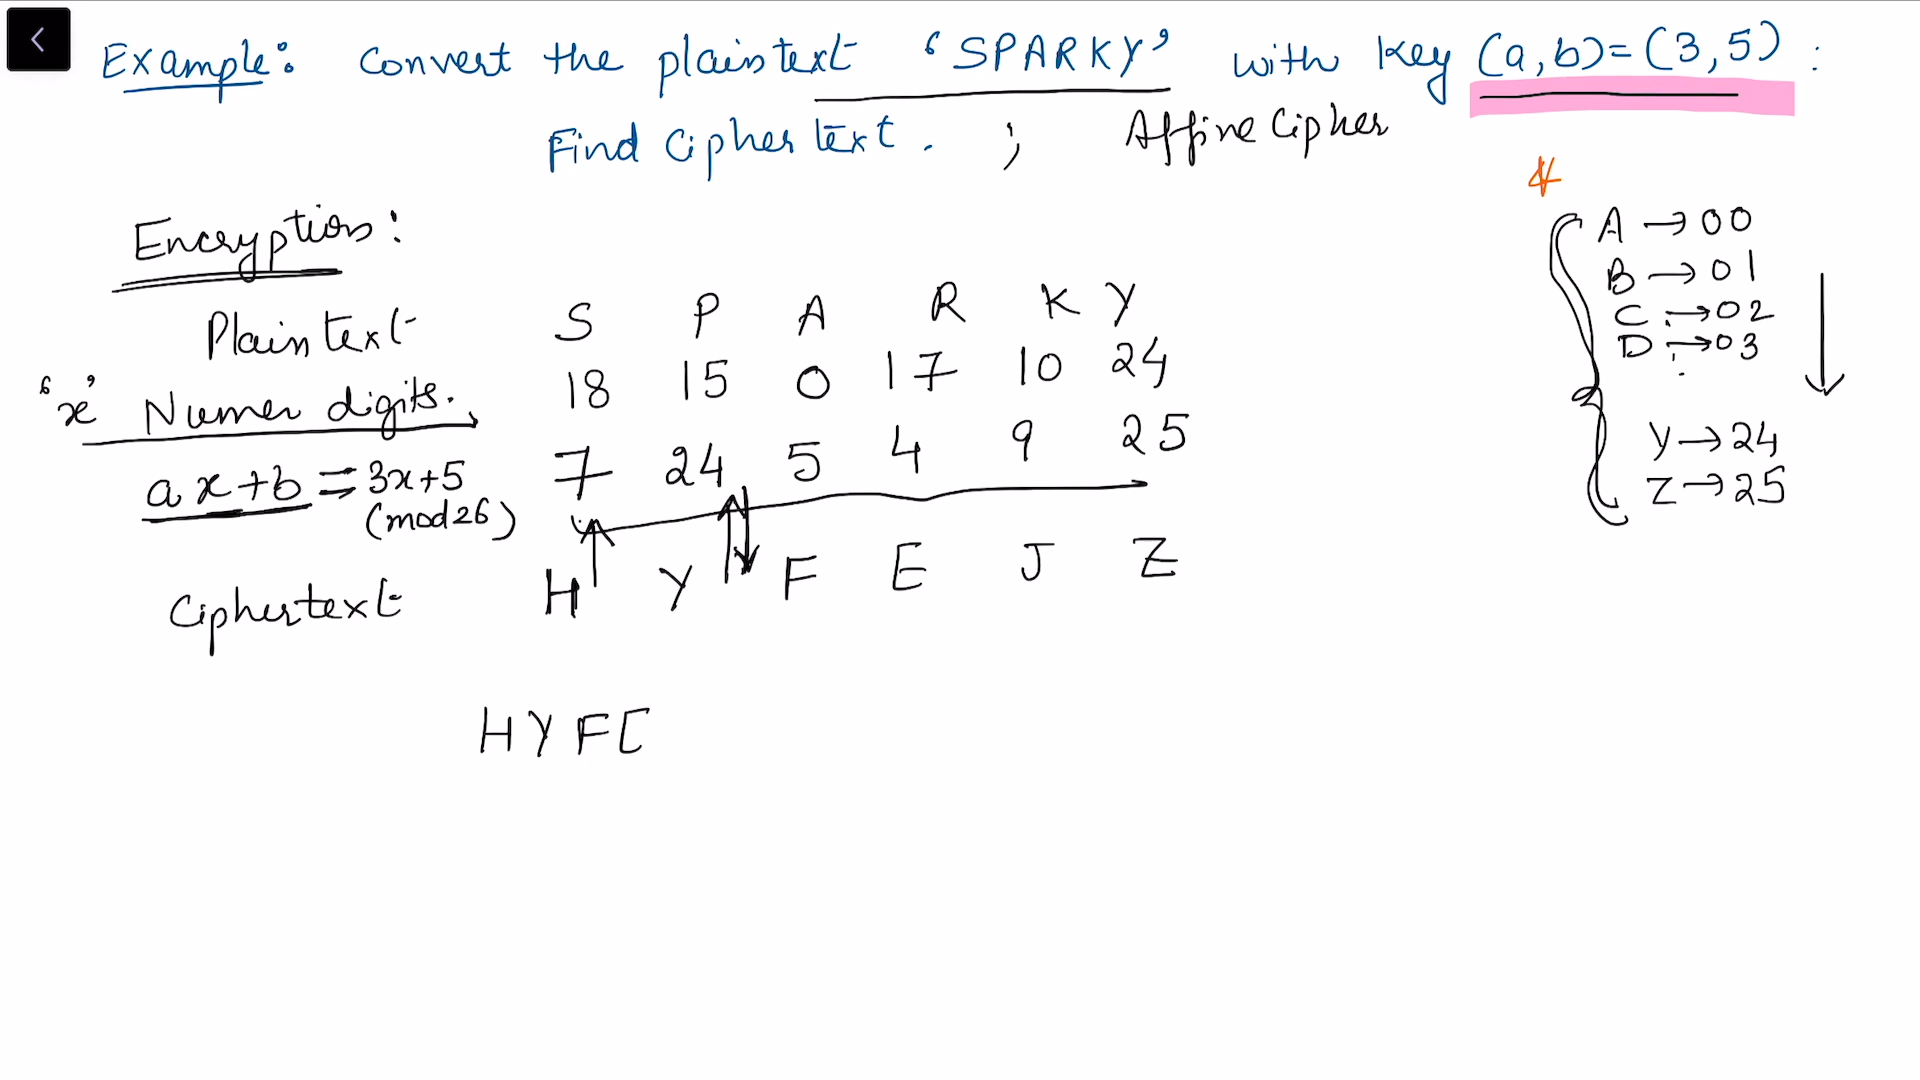 Example: Convert the plaintext 'SPARKY' with key (a,b)=(3,5) :
Find Ciphertext. ; Affine Cipher
Encryption:
A → 00
B → 01
C → 02
D → 03
Y → 24
Z → 25
Plaintext S P A R K Y
'x' Numer digits. 18 15 0 17 10 24
ax+b = 3x+5 7 24 5 4 9 25
(mod 26)
Ciphertext H Y F E J Z
HYF